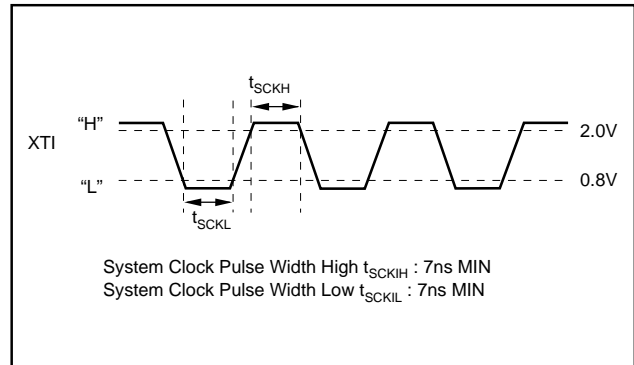 tSCKH
“H”
2.0V
XTI
“L”
0.8V
tSCKL
System Clock Pulse Width High tSCKIH : 7ns MIN
System Clock Pulse Width Low tSCKIL : 7ns MIN